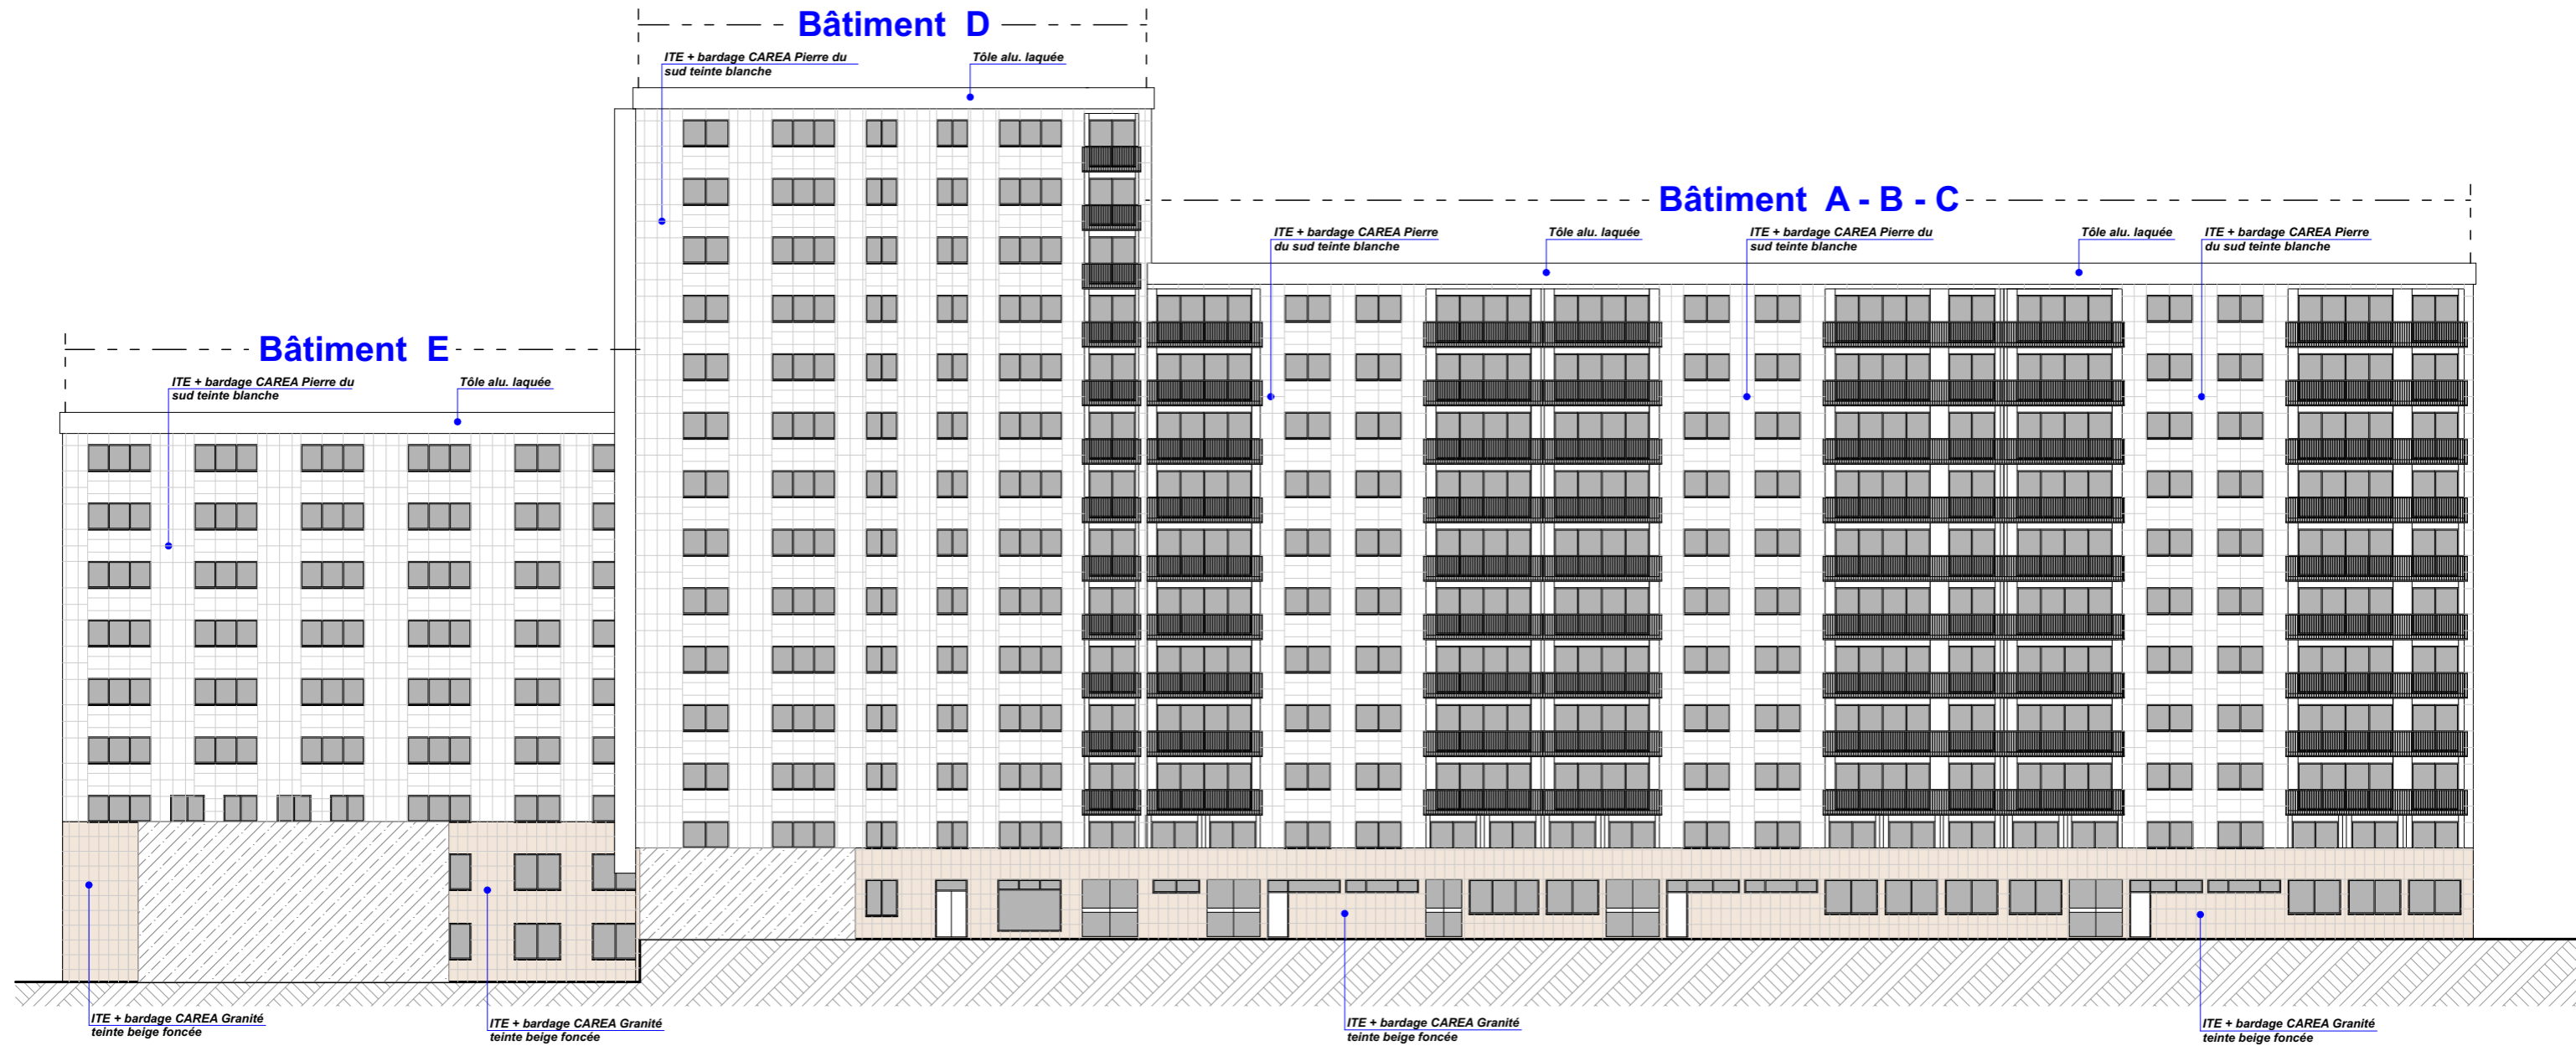 Bâtiment D
ITE + bardage CAREA Pierre du
sud teinte blanche
Tôle alu. laquée
Bâtiment A - B - C
ITE + bardage CAREA Pierre
du sud teinte blanche
Tôle alu. laquée
ITE + bardage CAREA Pierre du
sud teinte blanche
Tôle alu. laquée
ITE + bardage CAREA Pierre
du sud teinte blanche
Bâtiment E
ITE + bardage CAREA Pierre du
sud teinte blanche
Tôle alu. laquée
ITE + bardage CAREA Granité
teinte beige foncée
ITE + bardage CAREA Granité
teinte beige foncée
ITE + bardage CAREA Granité
teinte beige foncée
ITE + bardage CAREA Granité
teinte beige foncée